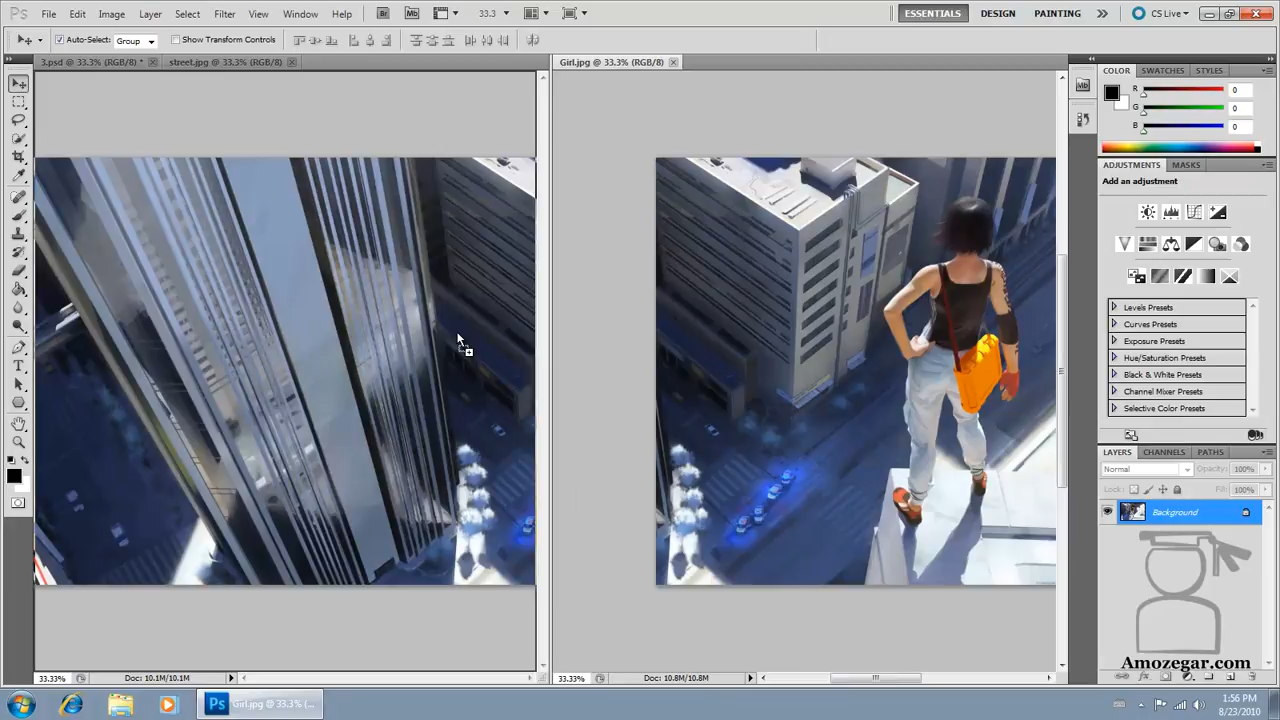 Ps File Edit Image Layer Select Filter View Window Help Br Mb 33.3 ESSENTIALS DESIGN PAINTING CS Live
Auto-Select: Group Show Transform Controls
3.psd @ 33.3% (RGB/8) * street.jpg @ 33.3% (RGB/8) Girl.jpg @ 33.3% (RGB/8)
Mb
COLOR SWATCHES STYLES
R 0
G 0
B 0
ADJUSTMENTS MASKS
Add an adjustment
Levels Presets
Curves Presets
Exposure Presets
Hue/Saturation Presets
Black & White Presets
Channel Mixer Presets
Selective Color Presets
LAYERS CHANNELS PATHS
Normal Opacity: 100%
Lock: Fill: 100%
Background
Amozegar.com
33.33% Doc: 10.1M/10.1M 33.33% Doc: 10.8M/10.8M
Ps Girl.jpg @ 33.3% (...
1:56 PM
8/23/2010